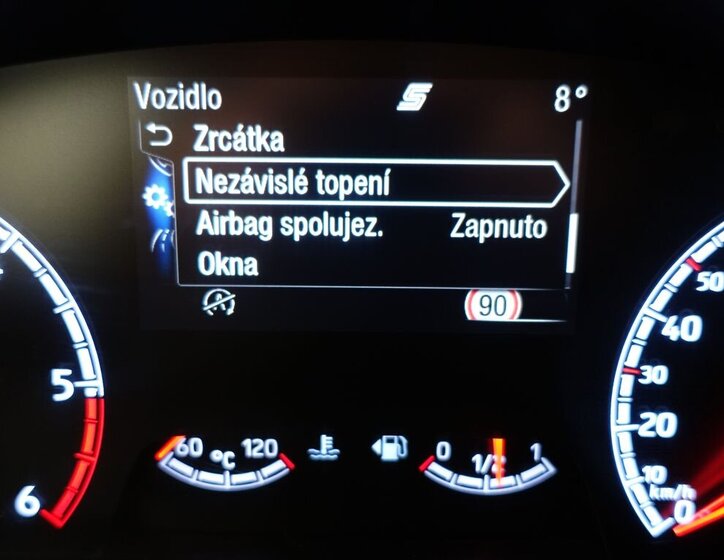 Vozidlo S 8°
Zrcátka
Nezávislé topení
Airbag spolujez. Zapnuto
Okna
A 90
5
6
60 °C 120
0 1/2 1
50
40
30
20
10
km/h
0